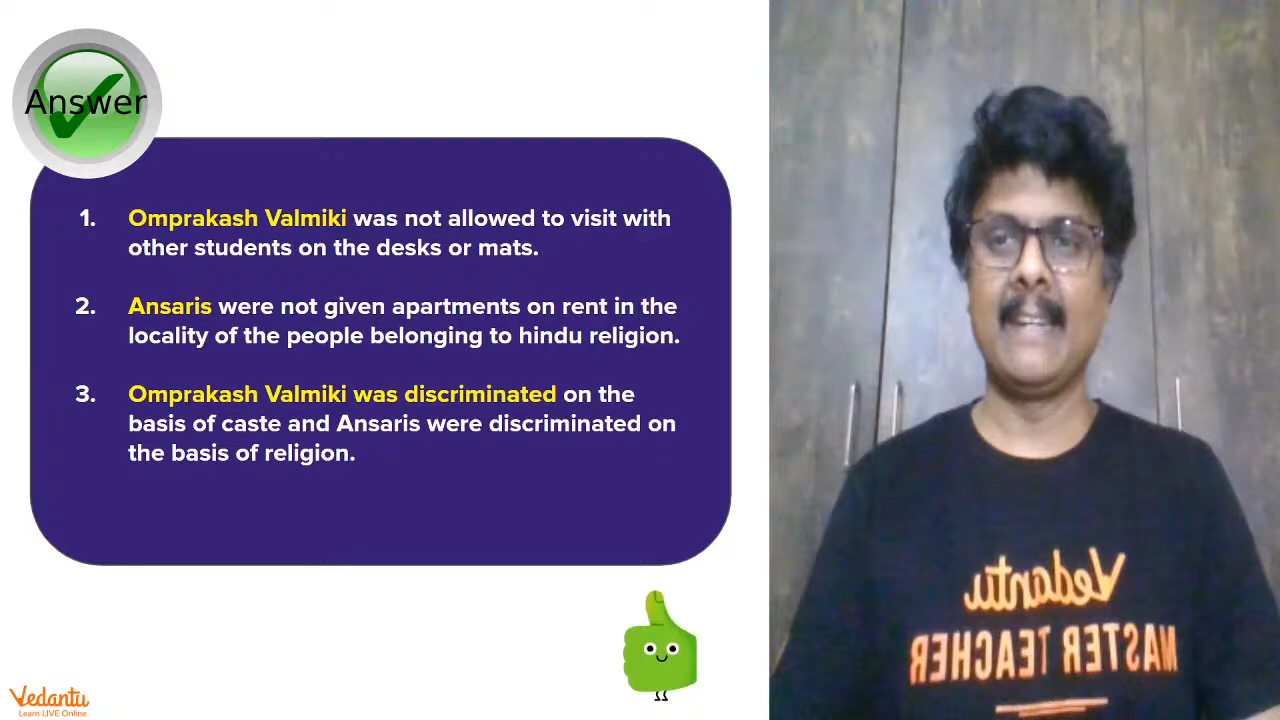 Answer
1. Omprakash Valmiki was not allowed to visit with
other students on the desks or mats.
2. Ansaris were not given apartments on rent in the
locality of the people belonging to hindu religion.
3. Omprakash Valmiki was discriminated on the
basis of caste and Ansaris were discriminated on
the basis of religion.
Vedantu
Learn LIVE Online
Vedantu
MASTER TEACHER